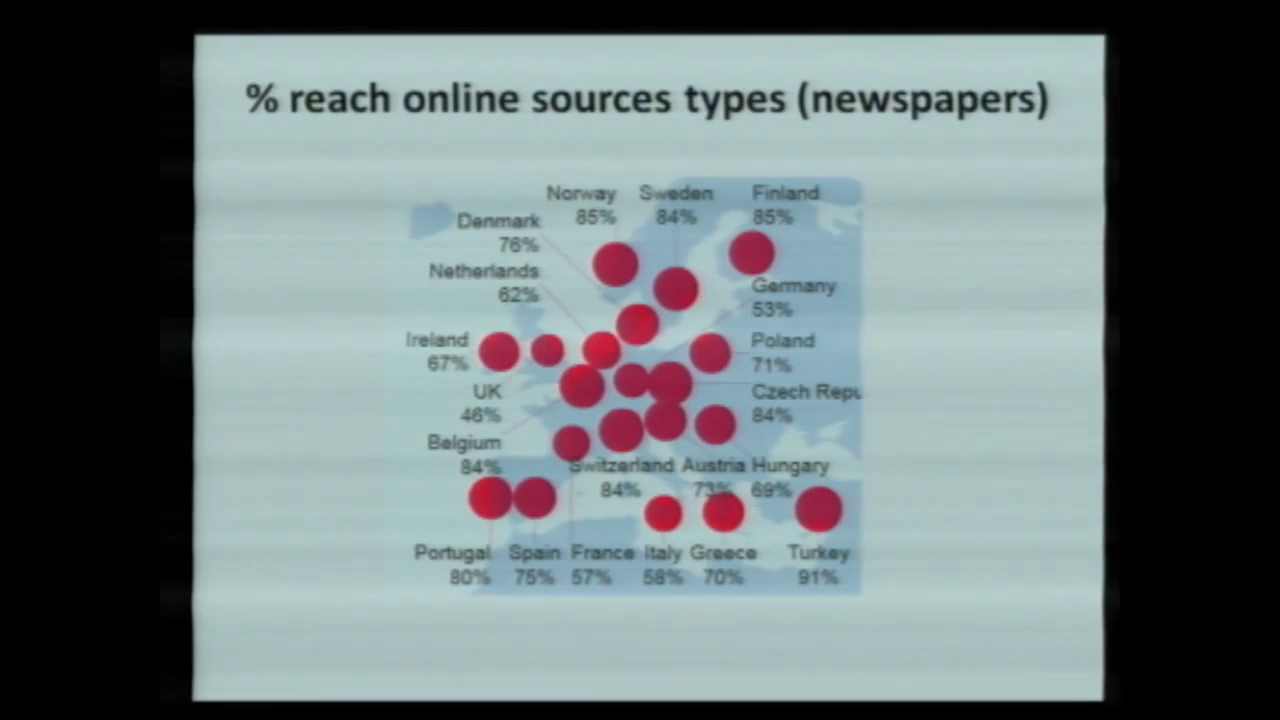 % reach online sources types (newspapers)
Norway
85%
Sweden
84%
Finland
85%
Denmark
76%
Netherlands
62%
Germany
53%
Ireland
67%
Poland
71%
UK
46%
Czech Repu
84%
Belgium
84%
Switzerland
84%
Austria
73%
Hungary
69%
Portugal
80%
Spain
75%
France
57%
Italy
58%
Greece
70%
Turkey
91%